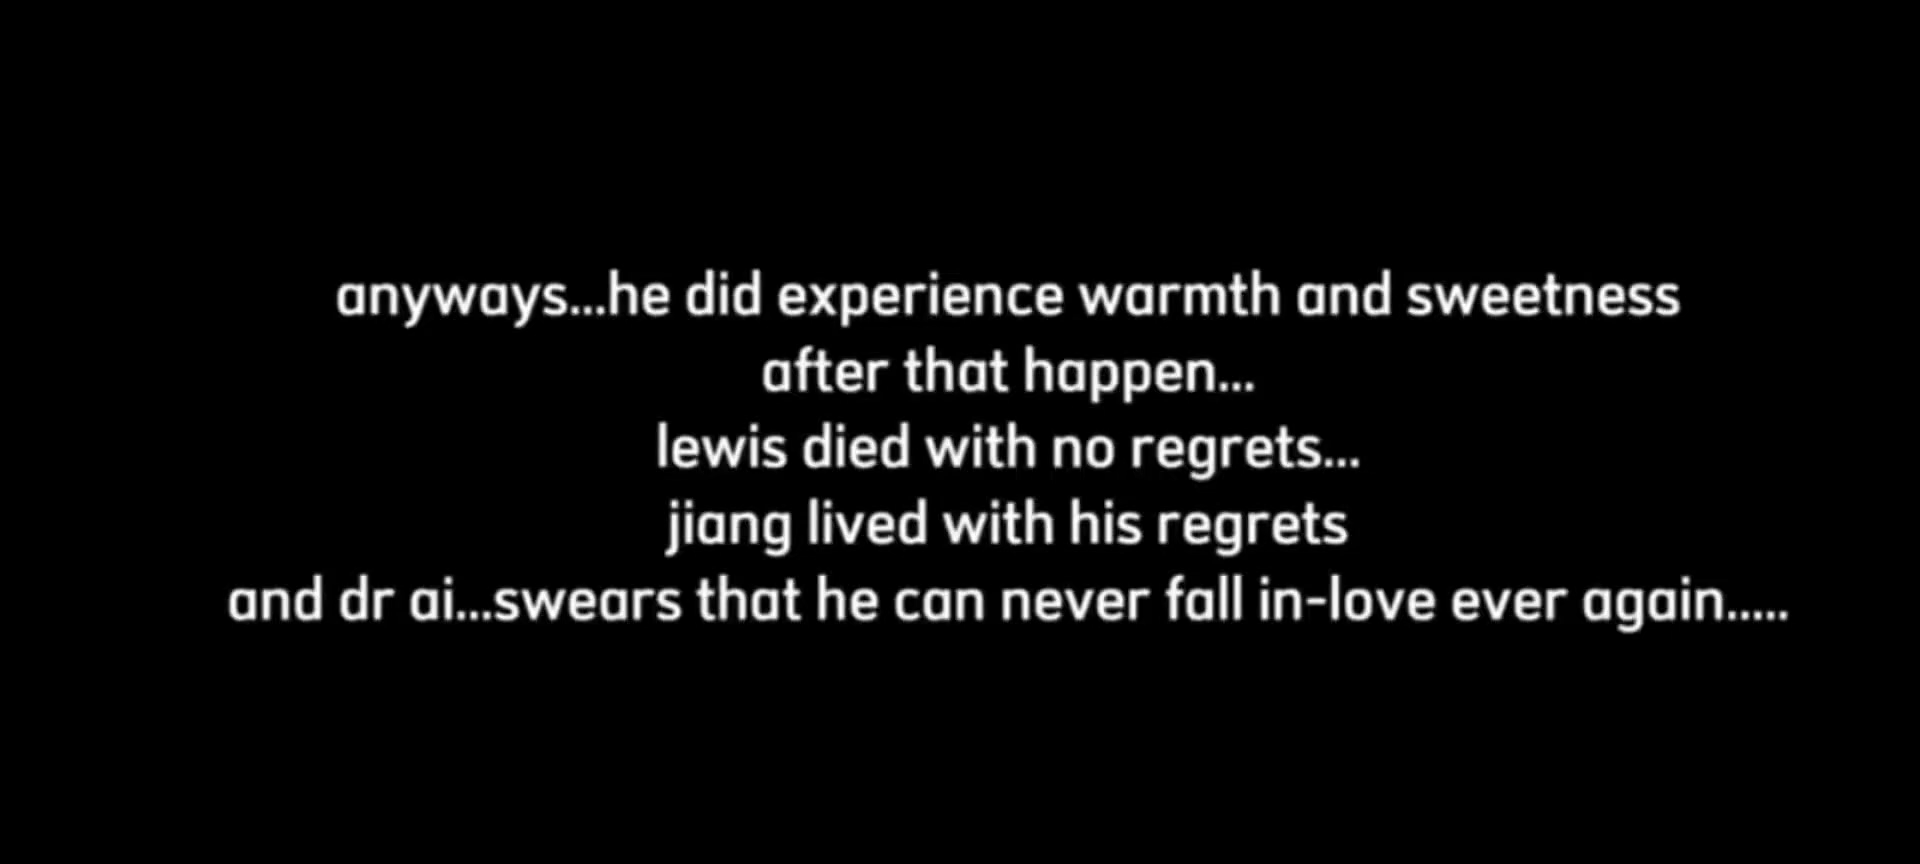 anyways...he did experience warmth and sweetness
after that happen...
lewis died with no regrets...
jiang lived with his regrets
and dr ai...swears that he can never fall in-love ever again.....